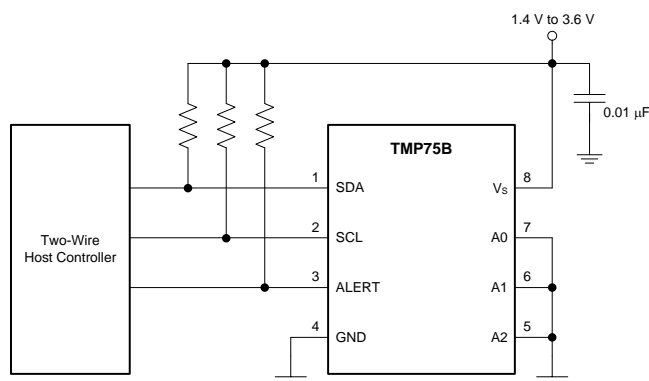 1.4 V to 3.6 V
0.01 μF
TMP75B
Two-Wire
Host Controller
1 SDA
2 SCL
3 ALERT
4 GND
VS 8
A0 7
A1 6
A2 5